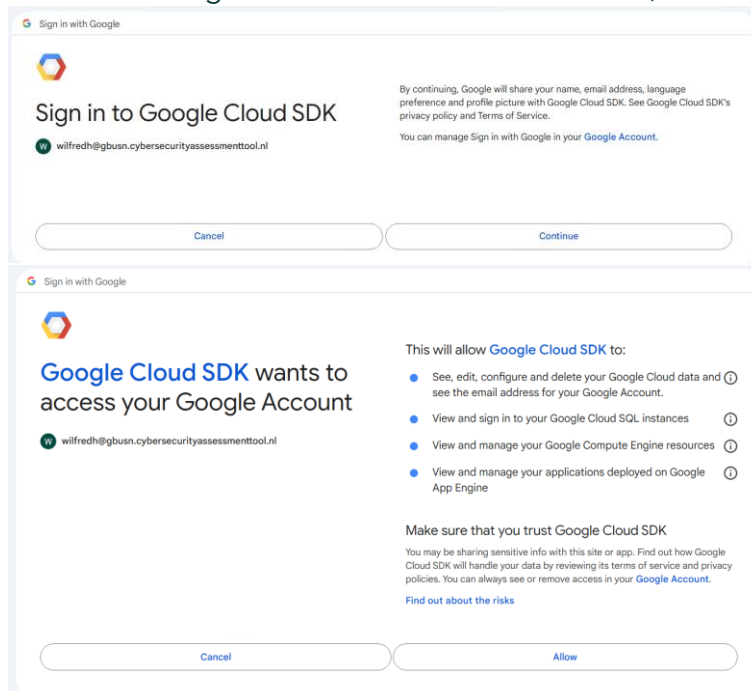 Sign in with Google
Sign in to Google Cloud SDK
W wilfredh@gbusn.cybersecurityassessmenttool.nl
By continuing, Google will share your name, email address, language
preference and profile picture with Google Cloud SDK. See Google Cloud SDK's
privacy policy and Terms of Service.
You can manage Sign in with Google in your Google Account.
Cancel
Continue
Sign in with Google
Google Cloud SDK wants to
access your Google Account
W wilfredh@gbusn.cybersecurityassessmenttool.nl
This will allow Google Cloud SDK to:
See, edit, configure and delete your Google Cloud data and
see the email address for your Google Account.
View and sign in to your Google Cloud SQL instances
View and manage your Google Compute Engine resources
View and manage your applications deployed on Google
App Engine
Make sure that you trust Google Cloud SDK
You may be sharing sensitive info with this site or app. Find out how Google
Cloud SDK will handle your data by reviewing its terms of service and privacy
policies. You can always see or remove access in your Google Account.
Find out about the risks
Cancel
Allow